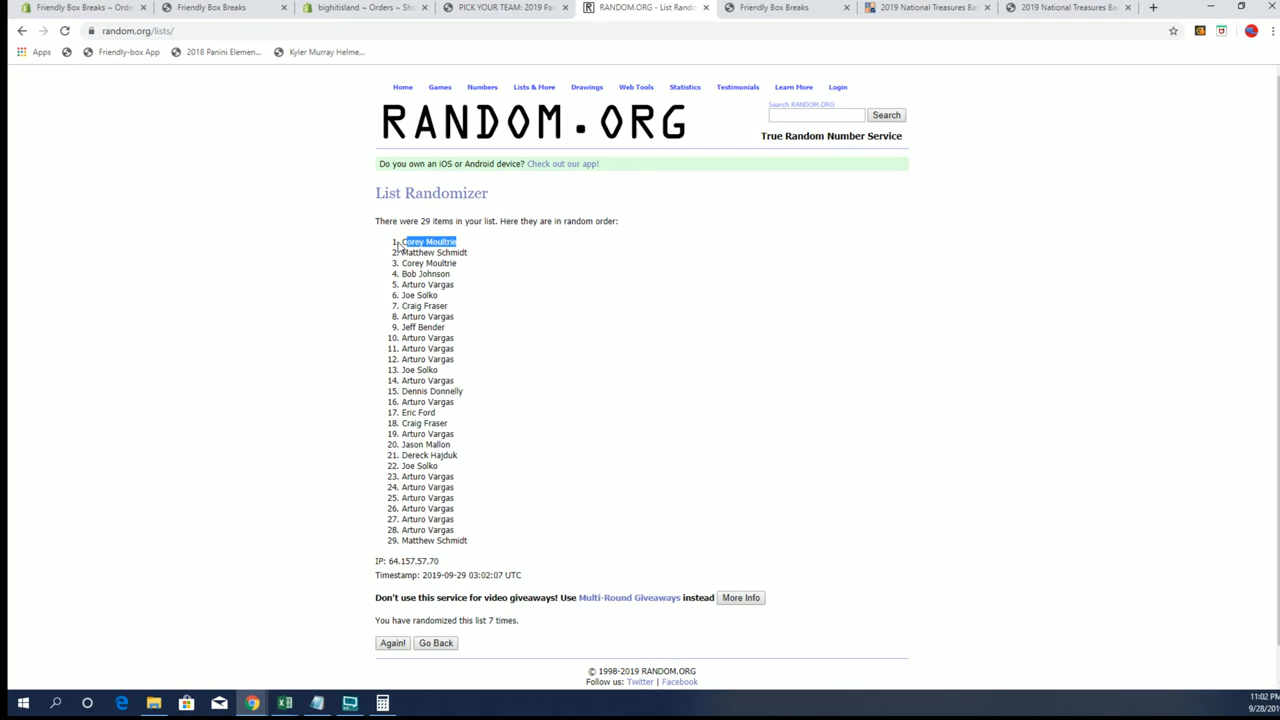 Friendly Box Breaks ~ Orde
Friendly Box Breaks
bighitisland ~ Orders ~ Sho
PICK YOUR TEAM: 2019 Pan
RANDOM.ORG - List Rando
Friendly Box Breaks
2019 National Treasures Bas
2019 National Treasures Bas
random.org/lists/
Apps
Friendly-box App
2018 Panini Elemen...
Kyler Murray Helme...
Home Games Numbers Lists & More Drawings Web Tools Statistics Testimonials Learn More Login
RANDOM.ORG
Search RANDOM.ORG
Search
True Random Number Service
Do you own an iOS or Android device? Check out our app!
List Randomizer
There were 29 items in your list. Here they are in random order:
1. Corey Moultrie
2. Matthew Schmidt
3. Corey Moultrie
4. Bob Johnson
5. Arturo Vargas
6. Joe Solko
7. Craig Fraser
8. Arturo Vargas
9. Jeff Bender
10. Arturo Vargas
11. Arturo Vargas
12. Arturo Vargas
13. Joe Solko
14. Arturo Vargas
15. Dennis Donnelly
16. Arturo Vargas
17. Eric Ford
18. Craig Fraser
19. Arturo Vargas
20. Jason Mallon
21. Dereck Hajduk
22. Joe Solko
23. Arturo Vargas
24. Arturo Vargas
25. Arturo Vargas
26. Arturo Vargas
27. Arturo Vargas
28. Arturo Vargas
29. Matthew Schmidt
IP: 64.157.57.70
Timestamp: 2019-09-29 03:02:07 UTC
Don't use this service for video giveaways! Use Multi-Round Giveaways instead More Info
You have randomized this list 7 times.
Again! Go Back
© 1998-2019 RANDOM.ORG
Follow us: Twitter | Facebook
11:02 PM
9/28/201